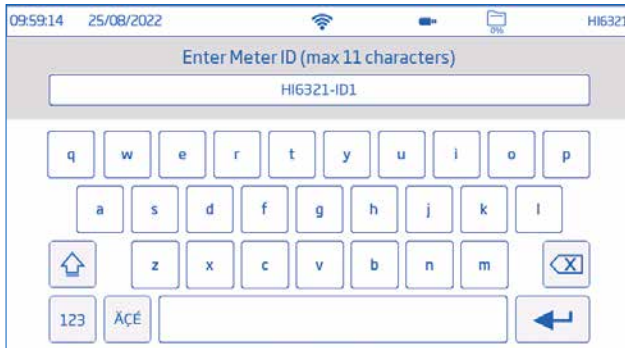 09:59:14 25/08/2022 0% HI6321
Enter Meter ID (max 11 characters)
HI6321-ID1
q w e r t y u i o p
a s d f g h j k l
z x c v b n m
123 ÄÇÉ